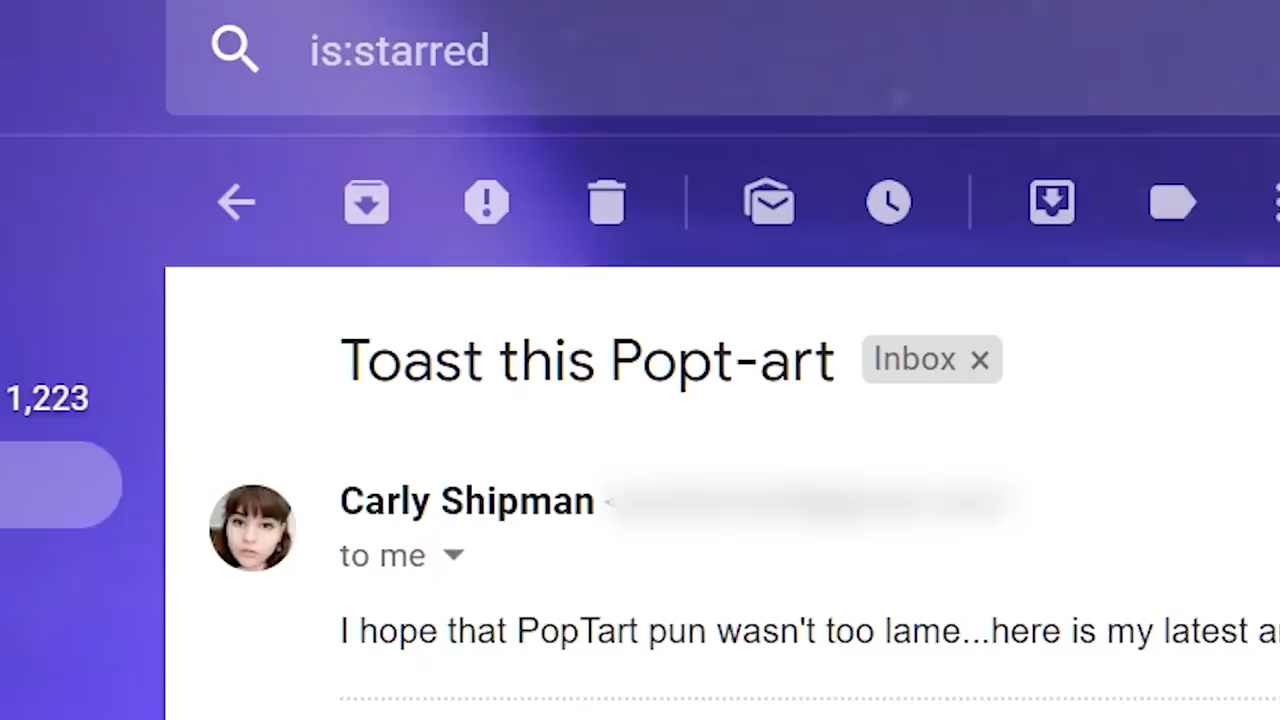 is:starred
Toast this Popt-art Inbox ×
1,223
Carly Shipman
to me
I hope that PopTart pun wasn't too lame...here is my latest